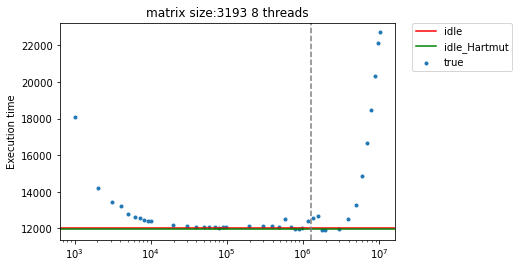 matrix size:3193 8 threads
Execution time
22000
20000
18000
16000
14000
12000
10³
10⁴
10⁵
10⁶
10⁷
idle
idle_Hartmut
true